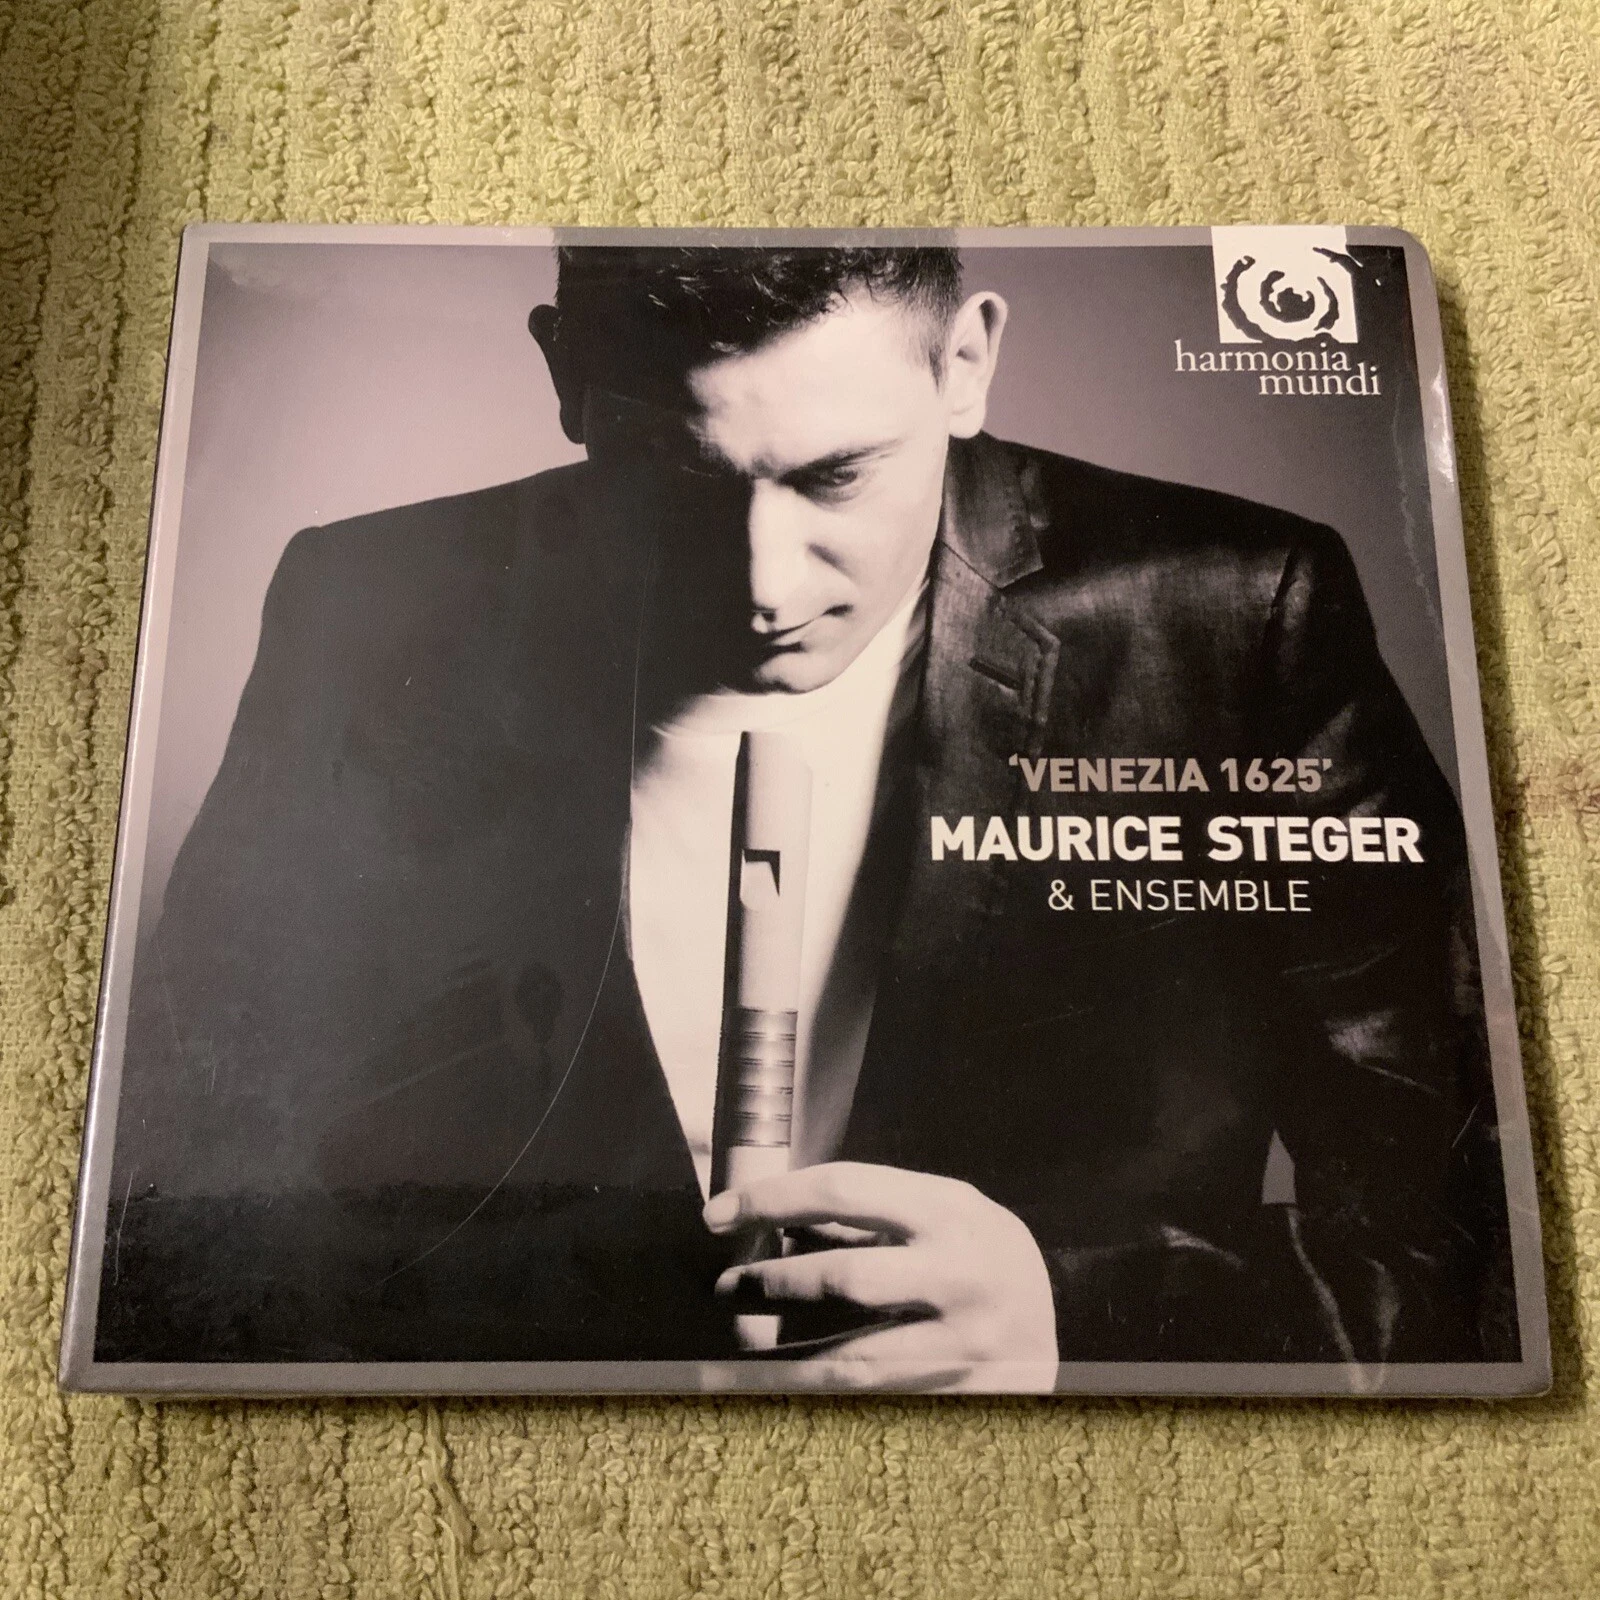 harmonia
mundi
‘VENEZIA 1625’
MAURICE STEGER
& ENSEMBLE